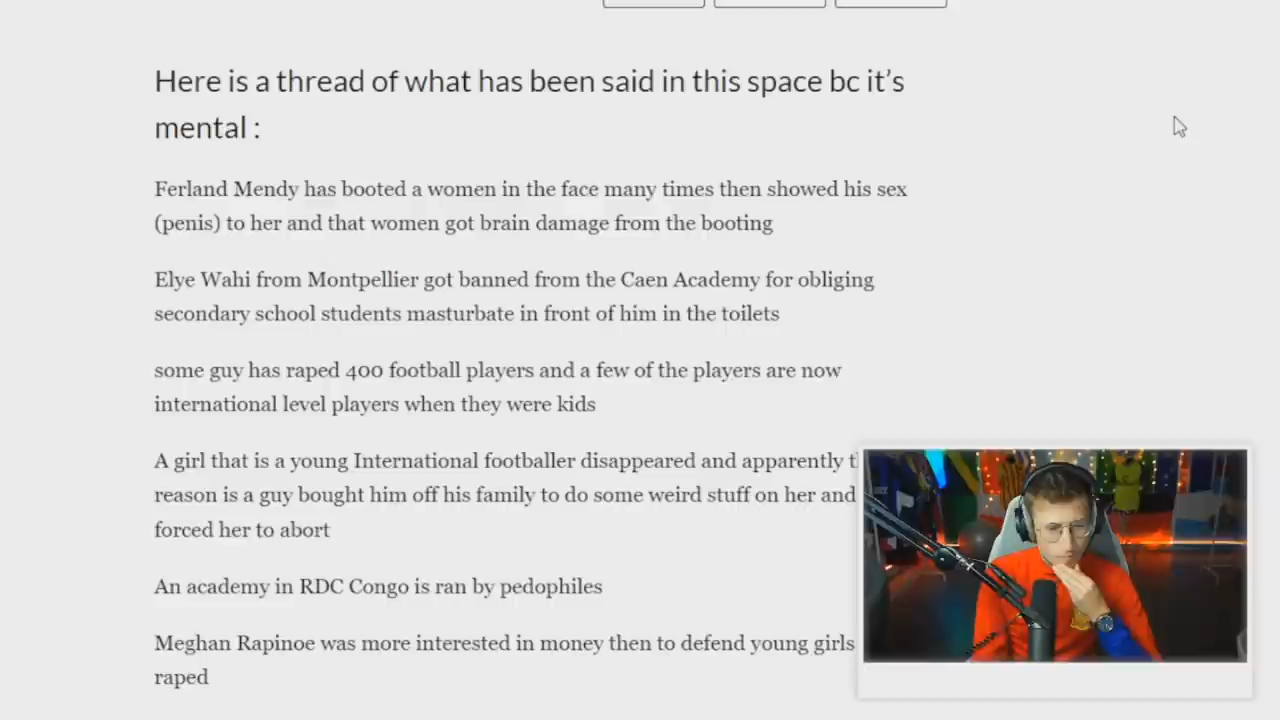 Here is a thread of what has been said in this space bc it's
mental :
Ferland Mendy has booted a women in the face many times then showed his sex
(penis) to her and that women got brain damage from the booting
Elye Wahi from Montpellier got banned from the Caen Academy for obliging
secondary school students masturbate in front of him in the toilets
some guy has raped 400 football players and a few of the players are now
international level players when they were kids
A girl that is a young International footballer disappeared and apparently
reason is a guy bought him off his family to do some weird stuff on her and
forced her to abort
An academy in RDC Congo is ran by pedophiles
Meghan Rapinoe was more interested in money then to defend young girls
raped